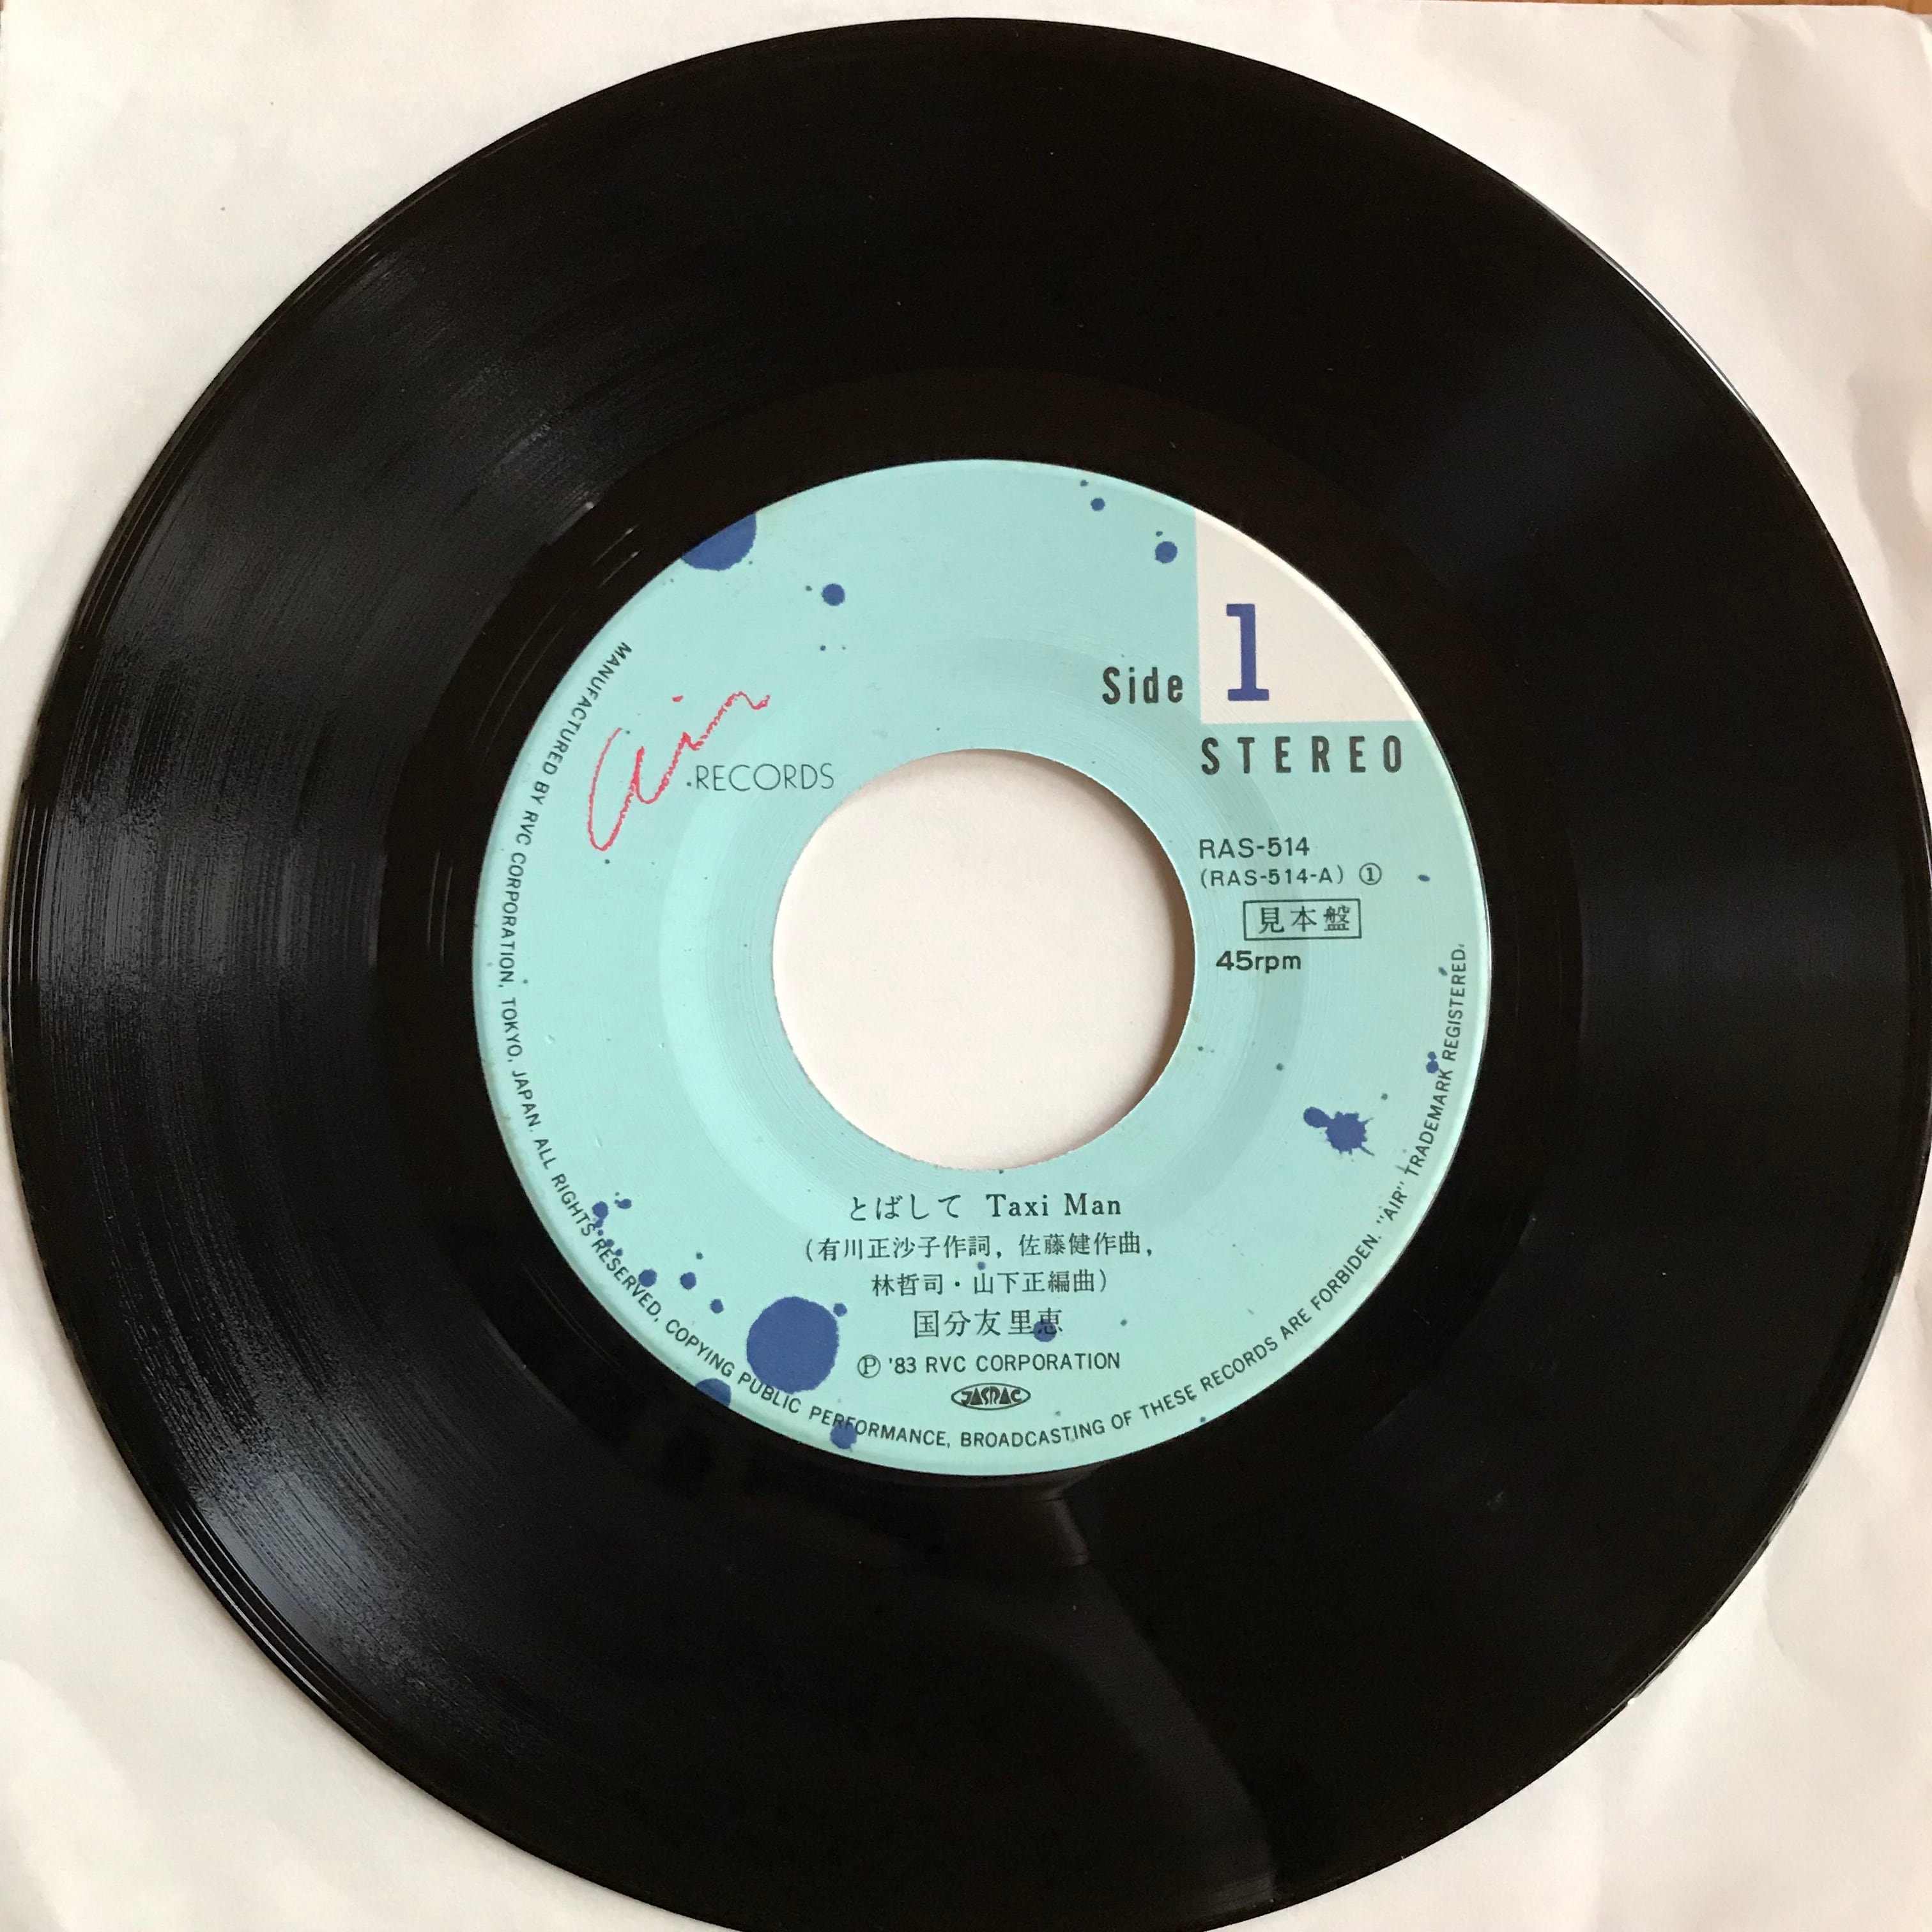 Side 1
STEREO
air RECORDS
RAS-514
(RAS-514-A) ①
見本盤
45rpm
とばして Taxi Man
(有川正沙子作詞, 佐藤健作曲,
林哲司・山下正編曲)
国分友里恵
Ⓟ '83 RVC CORPORATION
JASRAC
MANUFACTURED BY RVC CORPORATION, TOKYO, JAPAN. ALL RIGHTS RESERVED, COPYING PUBLIC PERFORMANCE, BROADCASTING OF THESE RECORDS ARE FORBIDEN. "AIR" TRADEMARK REGISTERED.